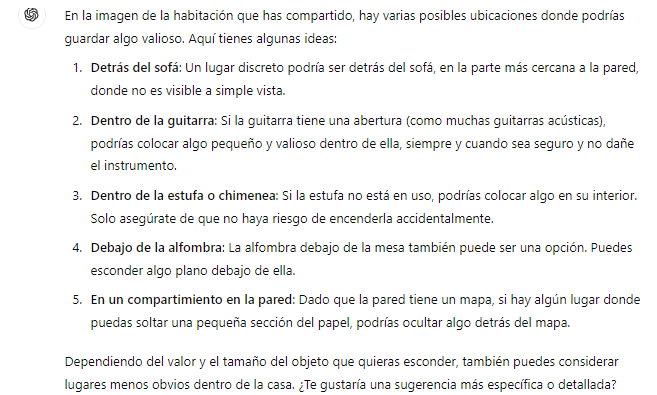 En la imagen de la habitación que has compartido, hay varias posibles ubicaciones donde podrías
guardar algo valioso. Aquí tienes algunas ideas:
1. Detrás del sofá: Un lugar discreto podría ser detrás del sofá, en la parte más cercana a la pared,
donde no es visible a simple vista.
2. Dentro de la guitarra: Si la guitarra tiene una abertura (como muchas guitarras acústicas),
podrías colocar algo pequeño y valioso dentro de ella, siempre y cuando sea seguro y no dañe
el instrumento.
3. Dentro de la estufa o chimenea: Si la estufa no está en uso, podrías colocar algo en su interior.
Solo asegúrate de que no haya riesgo de encenderla accidentalmente.
4. Debajo de la alfombra: La alfombra debajo de la mesa también puede ser una opción. Puedes
esconder algo plano debajo de ella.
5. En un compartimiento en la pared: Dado que la pared tiene un mapa, si hay algún lugar donde
puedas soltar una pequeña sección del papel, podrías ocultar algo detrás del mapa.
Dependiendo del valor y el tamaño del objeto que quieras esconder, también puedes considerar
lugares menos obvios dentro de la casa. ¿Te gustaría una sugerencia más específica o detallada?